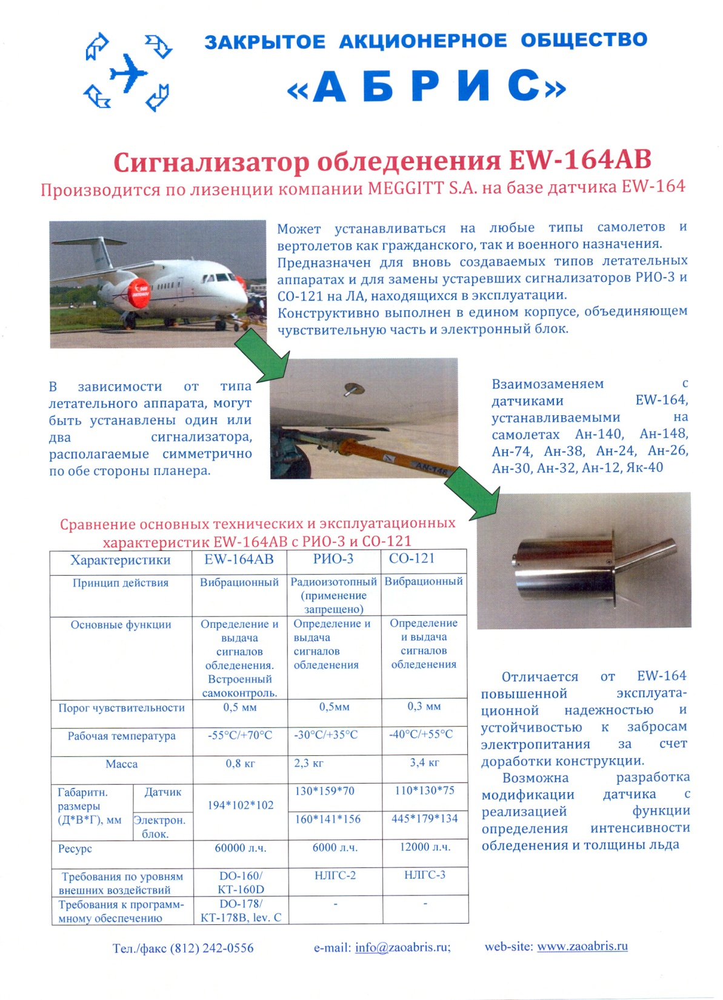 ЗАКРЫТОЕ АКЦИОНЕРНОЕ ОБЩЕСТВО
«АБРИС»
Сигнализатор обледенения EW-164АВ
Производится по лизенции компании MEGGITT S.A. на базе датчика EW-164
Может устанавливаться на любые типы самолетов и
вертолетов как гражданского, так и военного назначения.
Предназначен для вновь создаваемых типов летательных
аппаратах и для замены устаревших сигнализаторов РИО-3 и
СО-121 на ЛА, находящихся в эксплуатации.
Конструктивно выполнен в едином корпусе, объединяющем
чувствительную часть и электронный блок.
В зависимости от типа
летательного аппарата, могут
быть установлены один или
два сигнализатора,
располагаемые симметрично
по обе стороны планера.
АН-148
Взаимозаменяем с
датчиками EW-164,
устанавливаемыми на
самолетах Ан-140, Ан-148,
Ан-74, Ан-38, Ан-24, Ан-26,
Ан-30, Ан-32, Ан-12, Як-40
Сравнение основных технических и эксплуатационных
характеристик EW-164АВ с РИО-3 и СО-121
Характеристики EW-164АВ РИО-3 СО-121
Принцип действия Вибрационный Радиоизотопный Вибрационный
(применение
запрещено)
Основные функции Определение и Определение и Определение
выдача выдача и выдача
сигналов сигналов сигналов
обледенения. обледенения обледенения
Встроенный
самоконтроль.
Порог чувствительности 0,5 мм 0,5мм 0,3 мм
Рабочая температура -55°С/+70°С -30°С/+35°С -40°С/+55°С
Масса 0,8 кг 2,3 кг 3,4 кг
Габаритн. Датчик 130*159*70 110*130*75
размеры 194*102*102
(Д*В*Г), мм Электрон. 160*141*156 445*179*134
блок.
Ресурс 60000 л.ч. 6000 л.ч. 12000 л.ч.
Требования по уровням DO-160/ НЛГС-2 НЛГС-3
внешних воздействий КТ-160D
Требования к программ- DO-178/ - -
мному обеспечению КТ-178В, lev. С
Отличается от EW-164
повышенной эксплуата-
ционной надежностью и
устойчивостью к забросам
электропитания за счет
доработки конструкции.
Возможна разработка
модификации датчика с
реализацией функции
определения интенсивности
обледенения и толщины льда
Тел./факс (812) 242-0556 e-mail: info@zaoabris.ru; web-site: www.zaoabris.ru